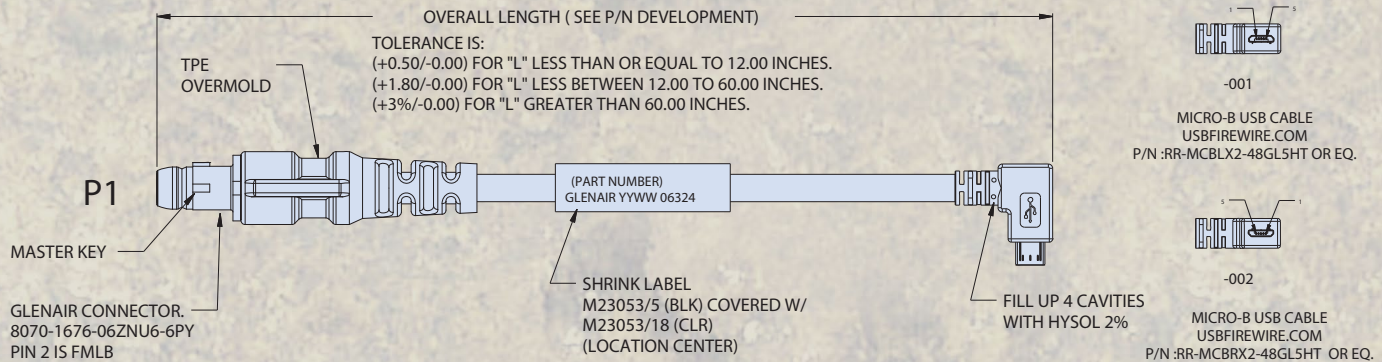 OVERALL LENGTH ( SEE P/N DEVELOPMENT)
TOLERANCE IS:
(+0.50/-0.00) FOR "L" LESS THAN OR EQUAL TO 12.00 INCHES.
(+1.80/-0.00) FOR "L" LESS BETWEEN 12.00 TO 60.00 INCHES.
(+3%/-0.00) FOR "L" GREATER THAN 60.00 INCHES.
TPE
OVERMOLD
P1
MASTER KEY
GLENAIR CONNECTOR.
8070-1676-06ZNU6-6PY
PIN 2 IS FMLB
(PART NUMBER)
GLENAIR YYWW 06324
SHRINK LABEL
M23053/5 (BLK) COVERED W/
M23053/18 (CLR)
(LOCATION CENTER)
FILL UP 4 CAVITIES
WITH HYSOL 2%
1 5
-001
MICRO-B USB CABLE
USBFIREWIRE.COM
P/N :RR-MCBLX2-48GL5HT OR EQ.
5 1
-002
MICRO-B USB CABLE
USBFIREWIRE.COM
P/N :RR-MCBRX2-48GL5HT OR EQ.